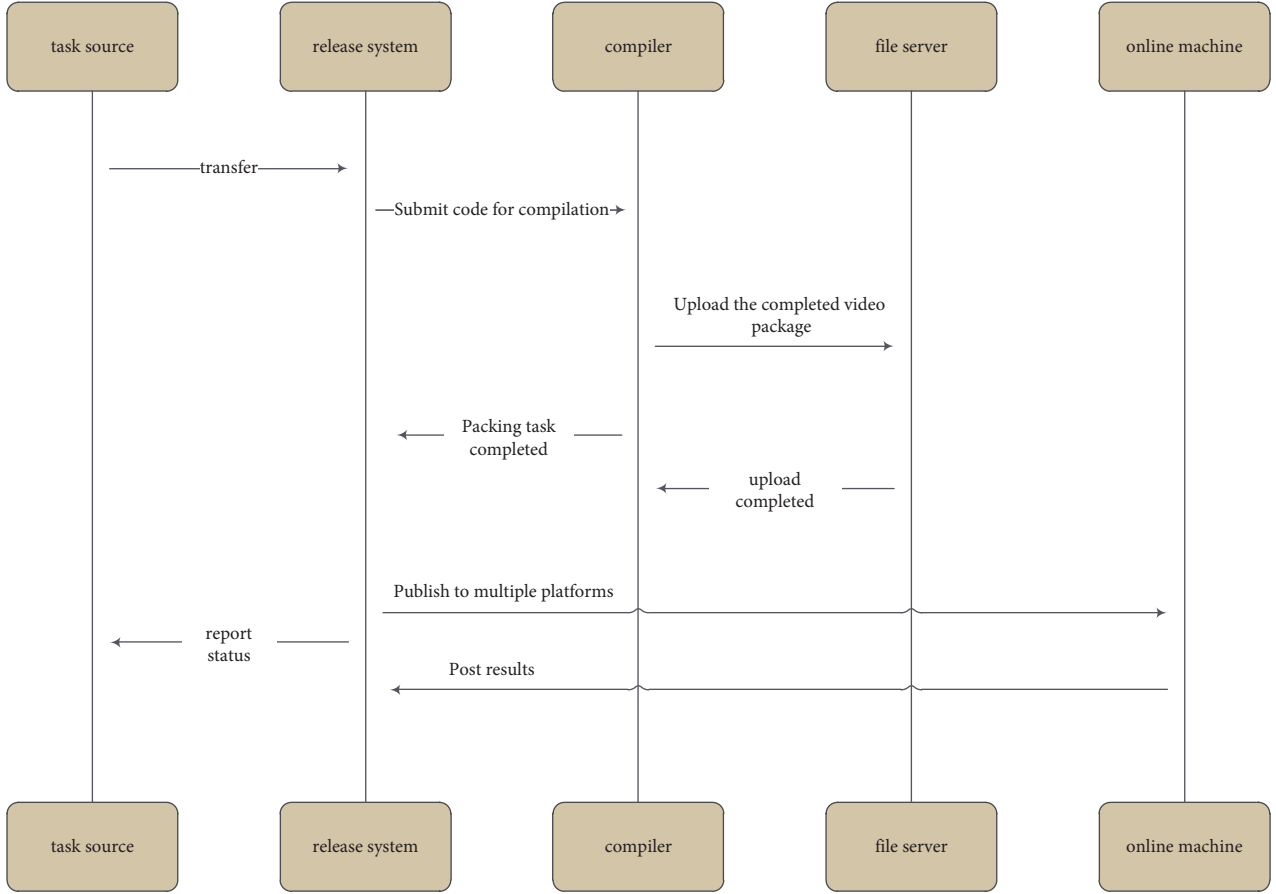 task source
release system
compiler
file server
online machine
transfer
Submit code for compilation
Upload the completed video
package
Packing task
completed
upload
completed
Publish to multiple platforms
report
status
Post results
task source
release system
compiler
file server
online machine